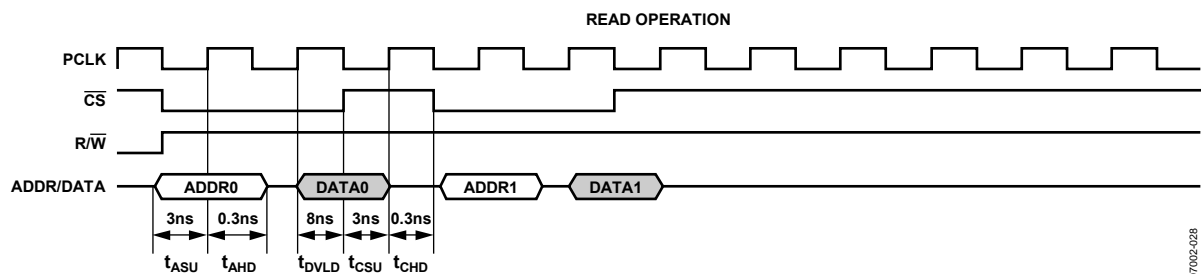 READ OPERATION
PCLK
CS
R/W
ADDR/DATA
ADDR0
DATA0
ADDR1
DATA1
3ns
0.3ns
8ns
3ns
0.3ns
tASU
tAHD
tDVLD
tCSU
tCHD
07002-028